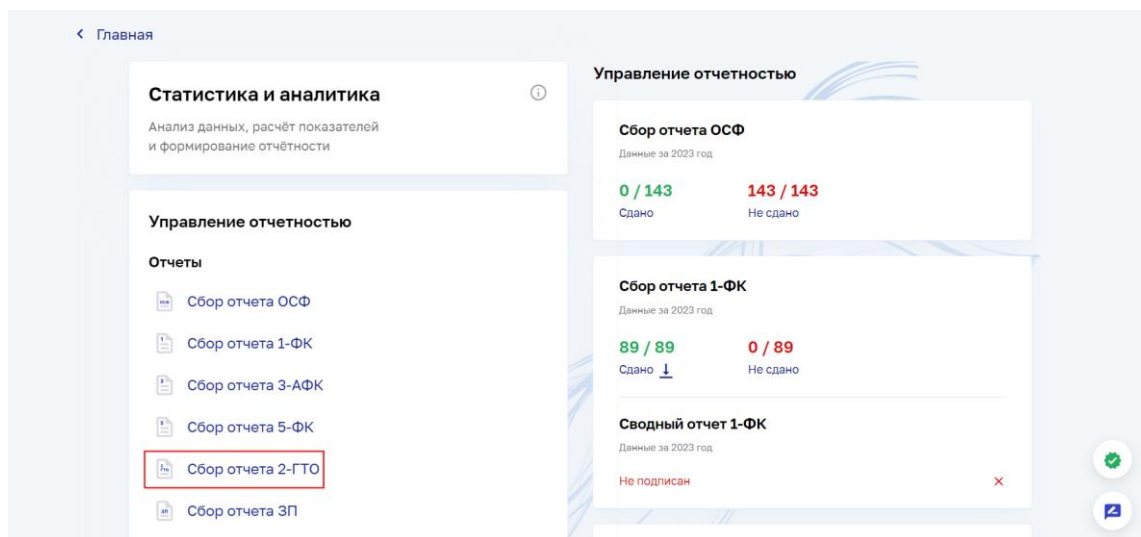 Главная
Статистика и аналитика
Анализ данных, расчёт показателей
и формирование отчётности
Управление отчетностью
Отчеты
Сбор отчета ОСФ
Сбор отчета 1-ФК
Сбор отчета 3-АФК
Сбор отчета 5-ФК
Сбор отчета 2-ГТО
Сбор отчета ЗП
Управление отчетностью
Сбор отчета ОСФ
Данные за 2023 год
0 / 143 143 / 143
Сдано Не сдано
Сбор отчета 1-ФК
Данные за 2023 год
89 / 89 0 / 89
Сдано Не сдано
Сводный отчет 1-ФК
Данные за 2023 год
Не подписан